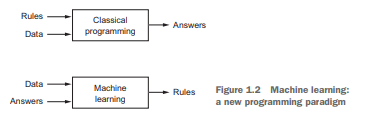 Rules
Data
Classical
programming
Answers
Data
Answers
Machine
learning
Rules
Figure 1.2 Machine learning:
a new programming paradigm